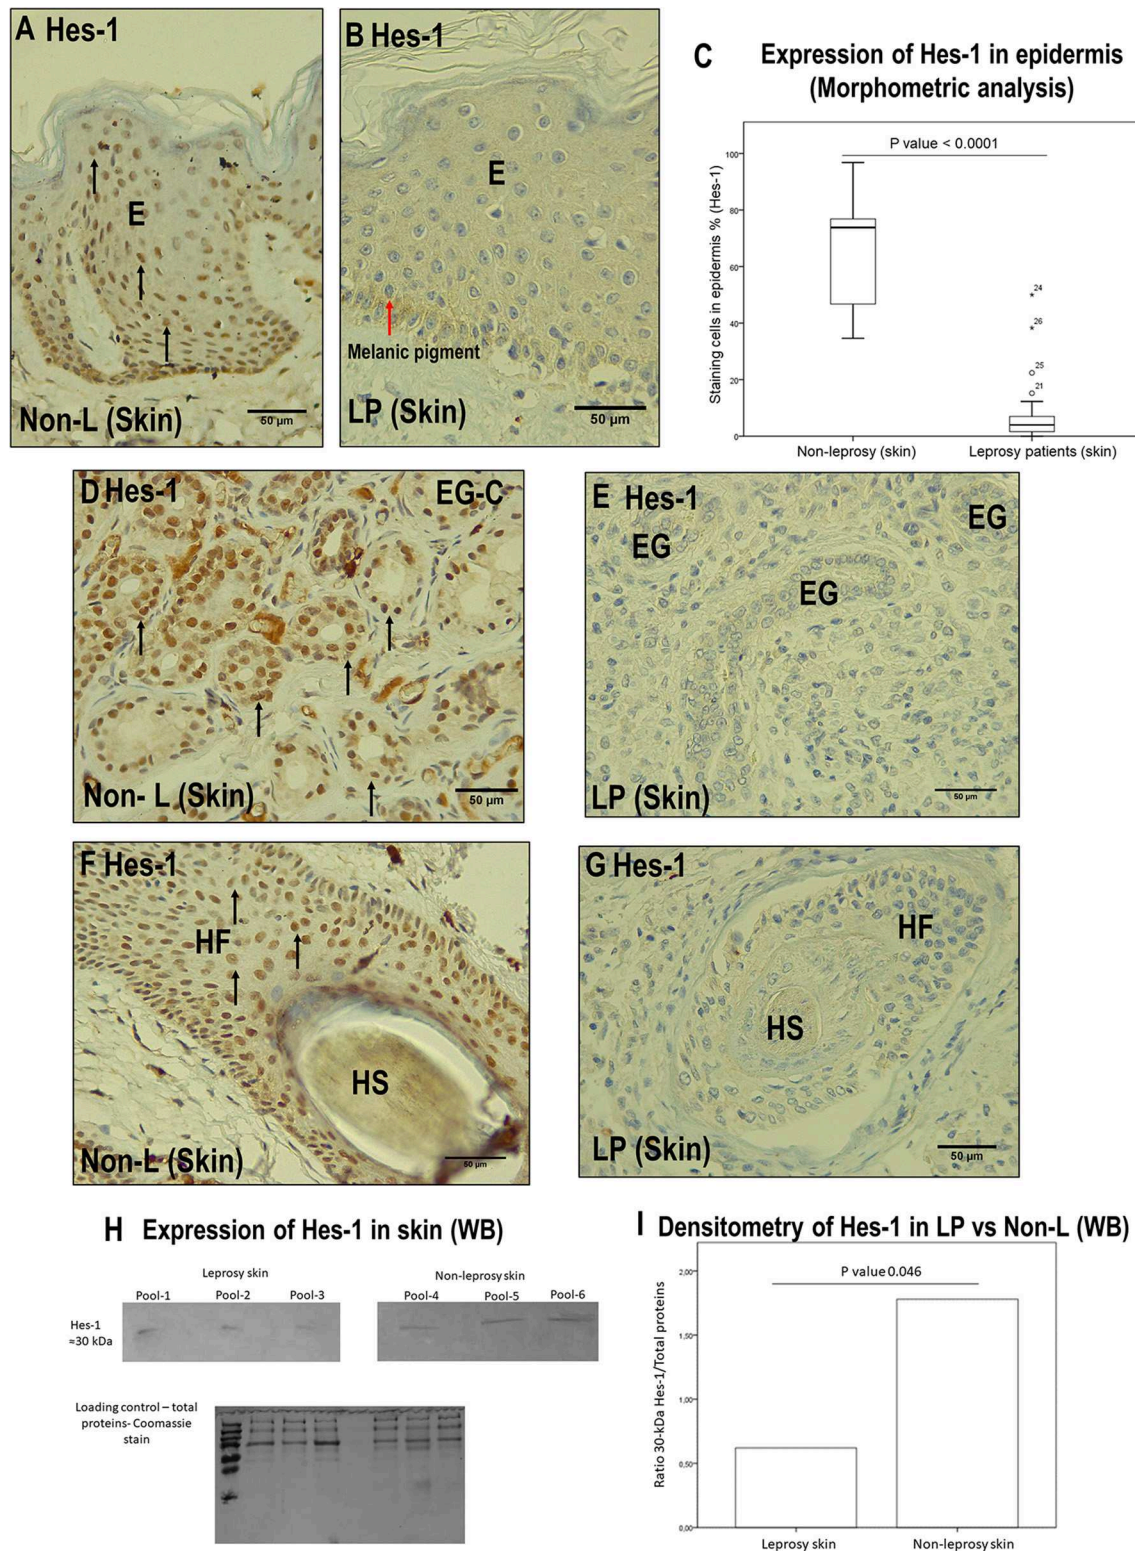 A Hes-1
E
Non-L (Skin)
50 µm
B Hes-1
E
Melanic pigment
LP (Skin)
50 µm
C Expression of Hes-1 in epidermis
(Morphometric analysis)
P value < 0.0001
Staining cells in epidermis % (Hes-1)
100
80
60
40
20
0
24
26
25
21
Non-leprosy (skin)
Leprosy patients (skin)
D Hes-1
EG-C
Non- L (Skin)
50 µm
E Hes-1
EG
EG
EG
LP (Skin)
50 µm
F Hes-1
HF
HS
Non-L (Skin)
50 µm
G Hes-1
HF
HS
LP (Skin)
50 µm
H Expression of Hes-1 in skin (WB)
Leprosy skin
Non-leprosy skin
Pool-1 Pool-2 Pool-3
Pool-4 Pool-5 Pool-6
Hes-1
≈30 kDa
Loading control – total
proteins- Coomassie
stain
I Densitometry of Hes-1 in LP vs Non-L (WB)
P value 0.046
Ratio 30-kDa Hes-1/Total proteins
2,00
1,50
1,00
0,50
0,00
Leprosy skin
Non-leprosy skin